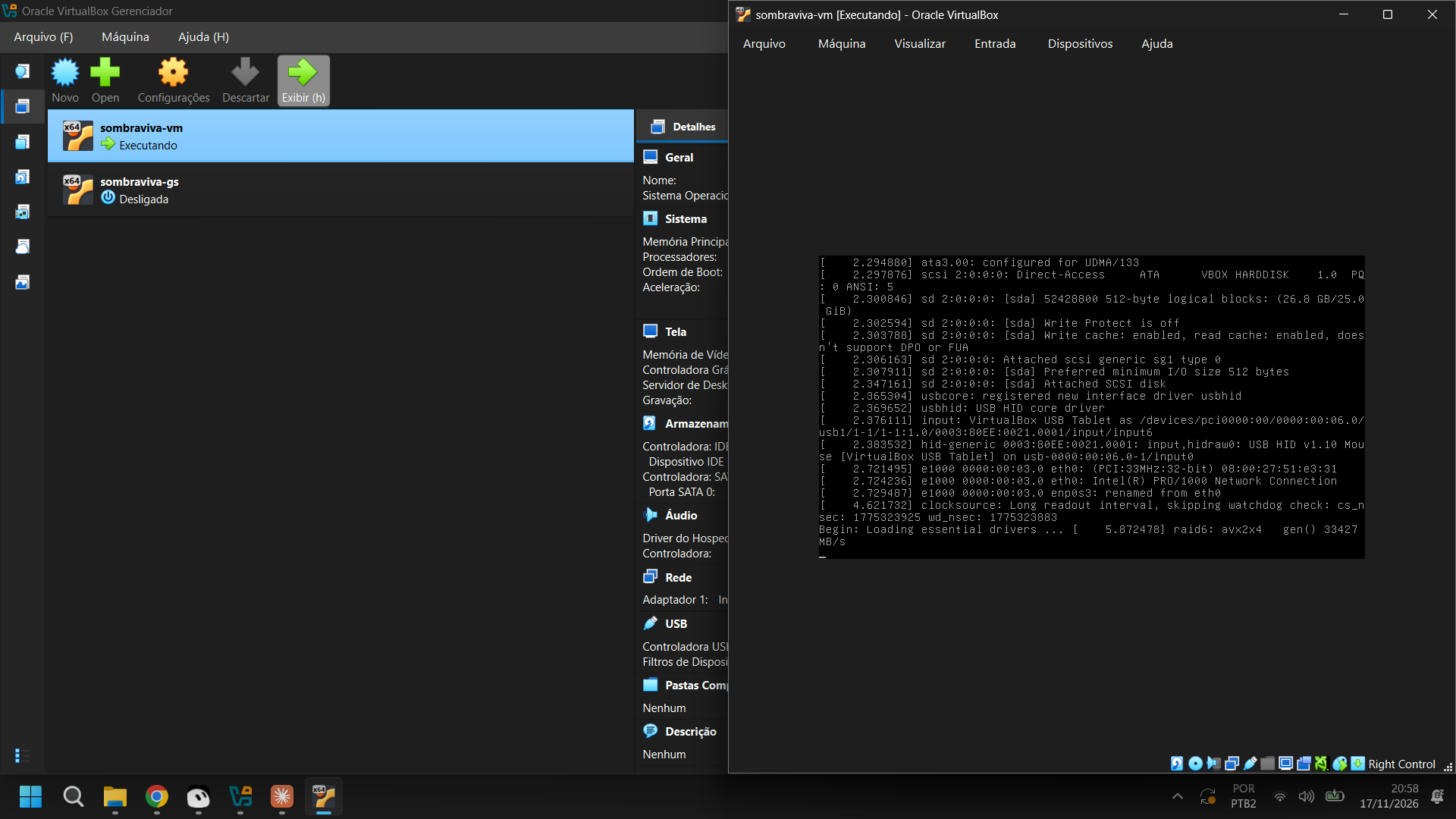 Oracle VirtualBox Gerenciador
Arquivo (F) Máquina Ajuda (H)
Novo Open Configurações Descartar Exibir (h)
x64 sombraviva-vm
Executando
x64 sombraviva-gs
Desligada
Detalhes
Geral
Nome:
Sistema Operacio
Sistema
Memória Principa
Processadores:
Ordem de Boot:
Aceleração:
Tela
Memória de Víde
Controladora Grá
Servidor de Desk
Gravação:
Armazenam
Controladora: IDE
Dispositivo IDE
Controladora: SA
Porta SATA 0:
Áudio
Driver do Hosped
Controladora:
Rede
Adaptador 1: In
USB
Controladora USB
Filtros de Disposi
Pastas Comp
Nenhum
Descrição
Nenhum
sombraviva-vm [Executando] - Oracle VirtualBox
Arquivo Máquina Visualizar Entrada Dispositivos Ajuda
[    2.294880] ata3.00: configured for UDMA/133
[    2.297876] scsi 2:0:0:0: Direct-Access     ATA      VBOX HARDDISK    1.0  PQ
: 0 ANSI: 5
[    2.300846] sd 2:0:0:0: [sda] 52428800 512-byte logical blocks: (26.8 GB/25.0
 GiB)
[    2.302594] sd 2:0:0:0: [sda] Write Protect is off
[    2.303788] sd 2:0:0:0: [sda] Write cache: enabled, read cache: enabled, does
n't support DPO or FUA
[    2.306163] sd 2:0:0:0: Attached scsi generic sg1 type 0
[    2.307911] sd 2:0:0:0: [sda] Preferred minimum I/O size 512 bytes
[    2.347161] sd 2:0:0:0: [sda] Attached SCSI disk
[    2.365304] usbcore: registered new interface driver usbhid
[    2.369652] usbhid: USB HID core driver
[    2.376111] input: VirtualBox USB Tablet as /devices/pci0000:00/0000:00:06.0/
usb1/1-1/1-1:1.0/0003:80EE:0021.0001/input/input6
[    2.383532] hid-generic 0003:80EE:0021.0001: input,hidraw0: USB HID v1.10 Mou
se [VirtualBox USB Tablet] on usb-0000:00:06.0-1/input0
[    2.721495] e1000 0000:00:03.0 eth0: (PCI:33MHz:32-bit) 08:00:27:51:e3:31
[    2.724236] e1000 0000:00:03.0 eth0: Intel(R) PRO/1000 Network Connection
[    2.729487] e1000 0000:00:03.0 enp0s3: renamed from eth0
[    4.621732] clocksource: Long readout interval, skipping watchdog check: cs_n
sec: 1775323925 wd_nsec: 1775323883
Begin: Loading essential drivers ... [    5.872478] raid6: avx2x4   gen() 33427
MB/s
Right Control
x64
POR
PTB2
20:58
17/11/2026